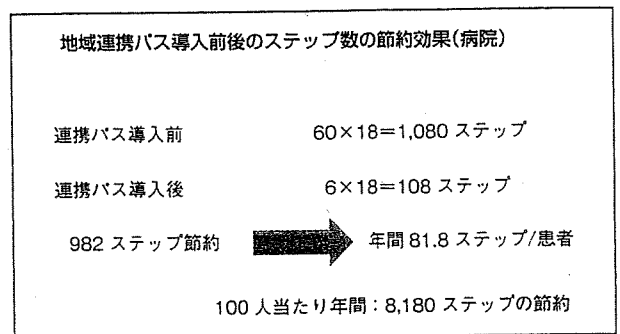 地域連携パス導入前後のステップ数の節約効果(病院)
連携パス導入前 60×18=1,080 ステップ
連携パス導入後 6×18=108 ステップ
982 ステップ節約 年間 81.8 ステップ/患者
100 人当たり年間：8,180 ステップの節約